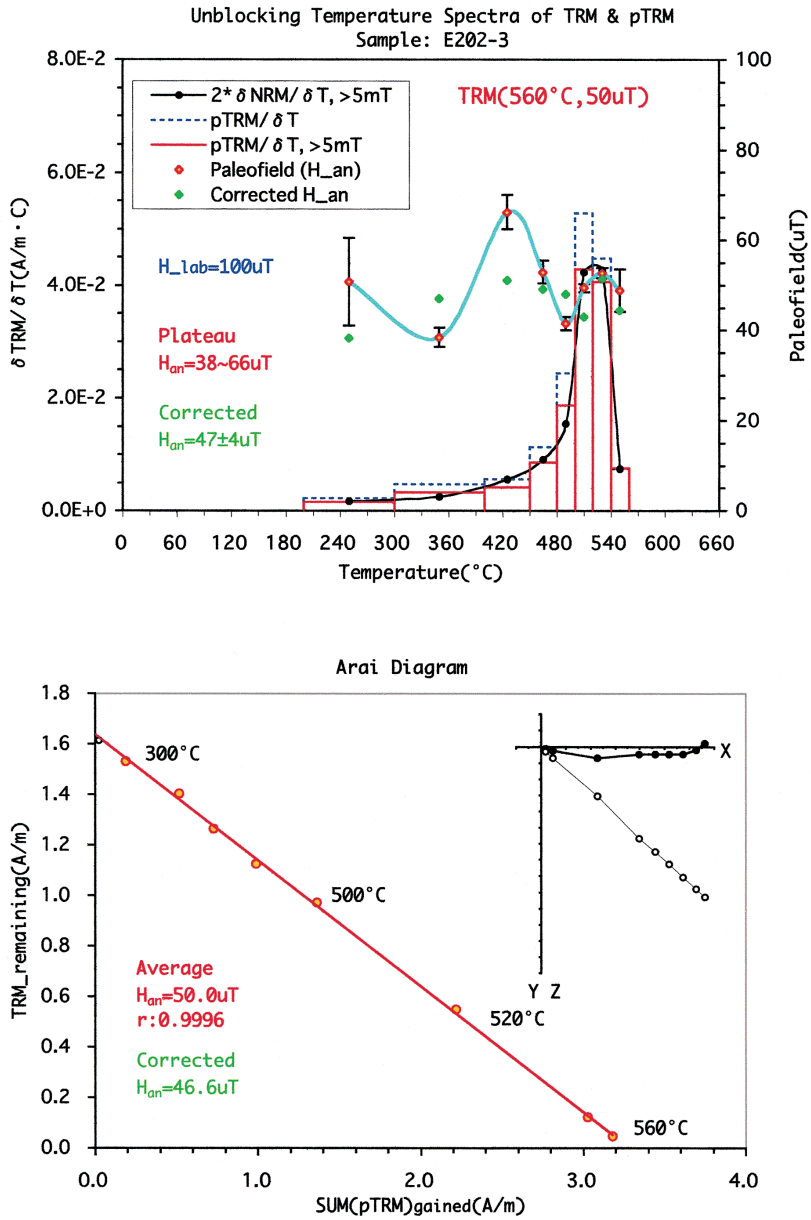 Unblocking Temperature Spectra of TRM & pTRM
Sample: E202-3
8.0E-2
6.0E-2
4.0E-2
2.0E-2
0.0E+0
δTRM/δT(A/m・C)
100
80
60
40
20
0
Paleofield(uT)
2*δNRM/δT, >5mT
pTRM/δT
pTRM/δT, >5mT
Paleofield (H_an)
Corrected H_an
TRM(560°C,50uT)
H_lab=100uT
Plateau
Han=38~66uT
Corrected
Han=47±4uT
0 60 120 180 240 300 360 420 480 540 600 660
Temperature(°C)
Arai Diagram
1.8
1.6
1.4
1.2
1.0
0.8
0.6
0.4
0.2
0.0
TRM_remaining(A/m)
300°C
500°C
520°C
560°C
X
Y Z
Average
Han=50.0uT
r:0.9996
Corrected
Han=46.6uT
0.0 1.0 2.0 3.0 4.0
SUM(pTRM)gained(A/m)